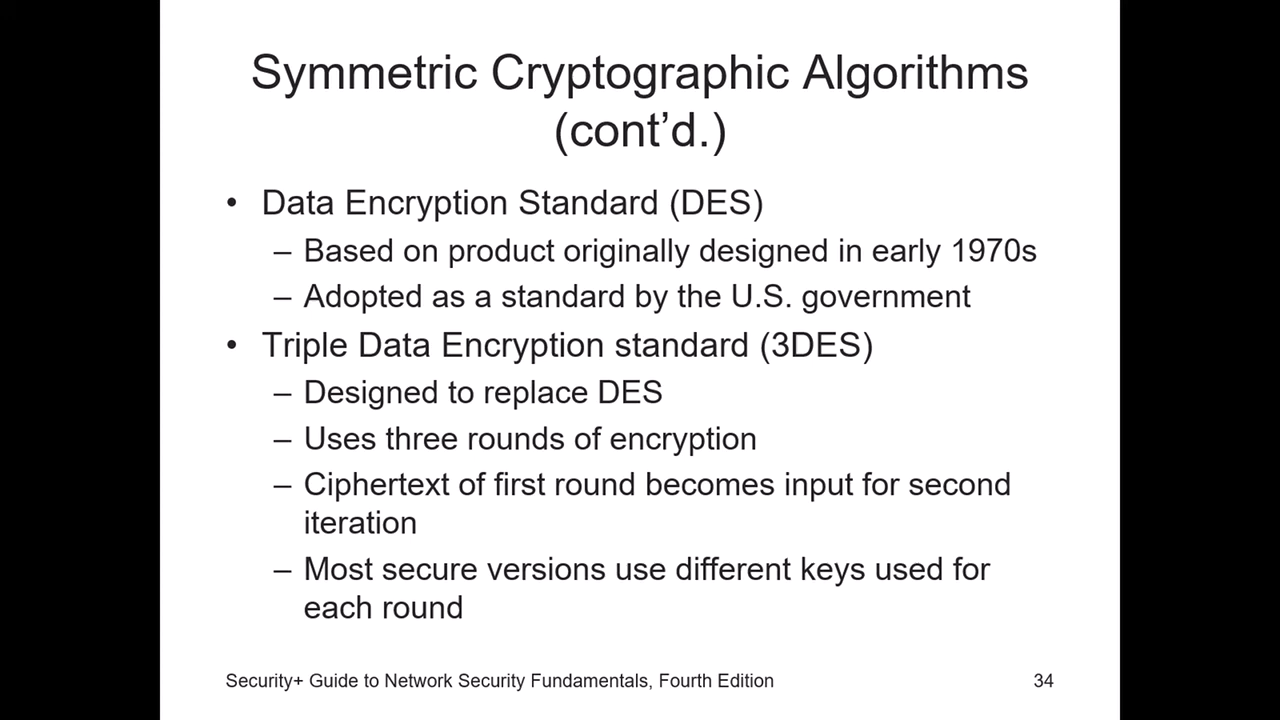 Symmetric Cryptographic Algorithms
(cont’d.)
• Data Encryption Standard (DES)
– Based on product originally designed in early 1970s
– Adopted as a standard by the U.S. government
• Triple Data Encryption standard (3DES)
– Designed to replace DES
– Uses three rounds of encryption
– Ciphertext of first round becomes input for second
iteration
– Most secure versions use different keys used for
each round
Security+ Guide to Network Security Fundamentals, Fourth Edition
34